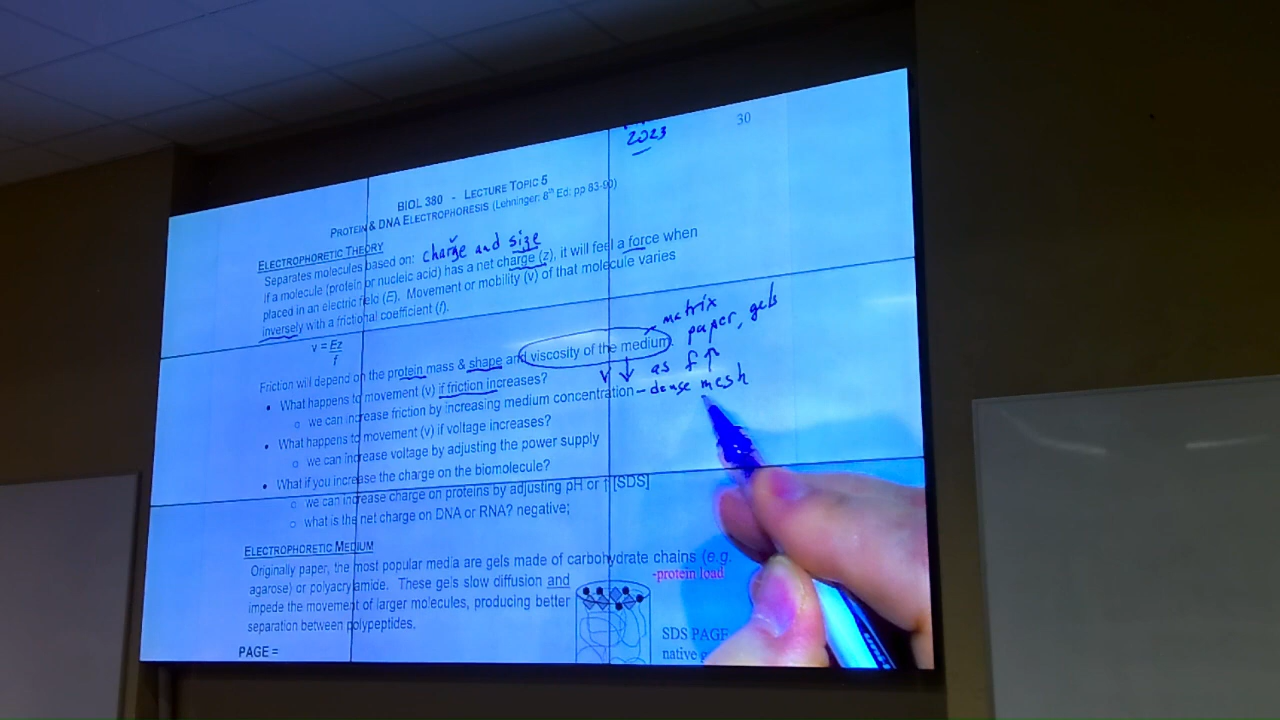 2023
30
BIOL 380 - LECTURE TOPIC 5
PROTEIN & DNA ELECTROPHORESIS (Lehninger: 8th Ed: pp 83-90)
ELECTROPHORETIC THEORY
Separates molecules based on: charge and size
If a molecule (protein or nucleic acid) has a net charge (z), it will feel a force when
placed in an electric field (E). Movement or mobility (v) of that molecule varies
inversely with a frictional coefficient (f).
v = Ez
f
matrix
paper, gels
Friction will depend on the protein mass & shape and viscosity of the medium.
• What happens to movement (v) if friction increases? v ↓ as f ↑
o we can increase friction by increasing medium concentration - dense mesh
• What happens to movement (v) if voltage increases?
o we can increase voltage by adjusting the power supply
• What if you increase the charge on the biomolecule?
o we can increase charge on proteins by adjusting pH or ↑ [SDS]
o what is the net charge on DNA or RNA? negative;
ELECTROPHORETIC MEDIUM
Originally paper, the most popular media are gels made of carbohydrate chains (e.g.
agarose) or polyacrylamide. These gels slow diffusion and
impede the movement of larger molecules, producing better
separation between polypeptides.
-protein load
SDS PAGE
native
PAGE =